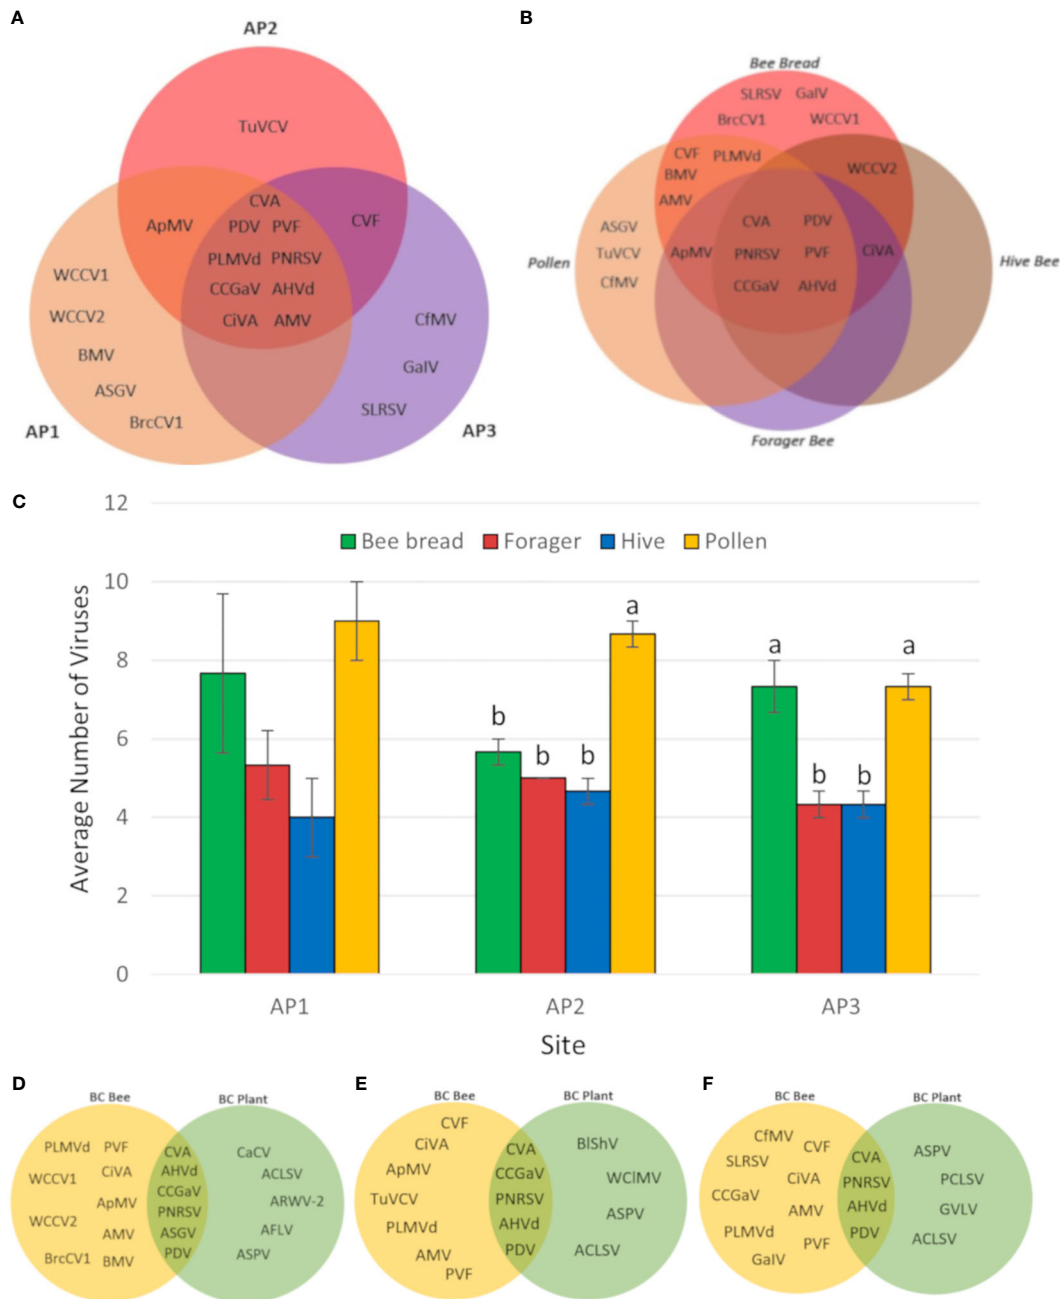 A
AP2
TuVCV
CVA
ApMV
PDV PVF
CVF
PLMVd PNRSV
WCCV1
CCGaV AHVd
WCCV2
CiVA AMV
CfMV
BMV
GalV
ASGV
SLRSV
BrcCV1
AP1
AP3
B
Bee Bread
SLRSV GalV
BrcCV1 WCCV1
CVF PLMVd
BMV
WCCV2
AMV
ASGV
CVA PDV
TuVCV
ApMV PNRSV PVF CiVA
Pollen
Hive Bee
CfMV
CCGaV AHVd
Forager Bee
C
12
10
8
6
4
2
0
Average Number of Viruses
Bee bread Forager Hive Pollen
b b b a
a b b a
AP1 AP2 AP3
Site
D
BC Bee BC Plant
PLMVd PVF
WCCV1 CiVA
ApMV
WCCV2
AMV
BrcCV1 BMV
CVA
AHVd
CCGaV
PNRSV
ASGV
PDV
CaCV
ACLSV
ARWV-2
AFLV
ASPV
E
BC Bee BC Plant
CVF
CiVA
ApMV
TuVCV
PLMVd
AMV
PVF
CVA
CCGaV
PNRSV
AHVd
PDV
BlShV
WClMV
ASPV
ACLSV
F
BC Bee BC Plant
CfMV
CVF
SLRSV
CiVA
CCGaV
AMV
PLMVd
PVF
GalV
CVA
PNRSV
AHVd
PDV
ASPV
PCLSV
GVLV
ACLSV